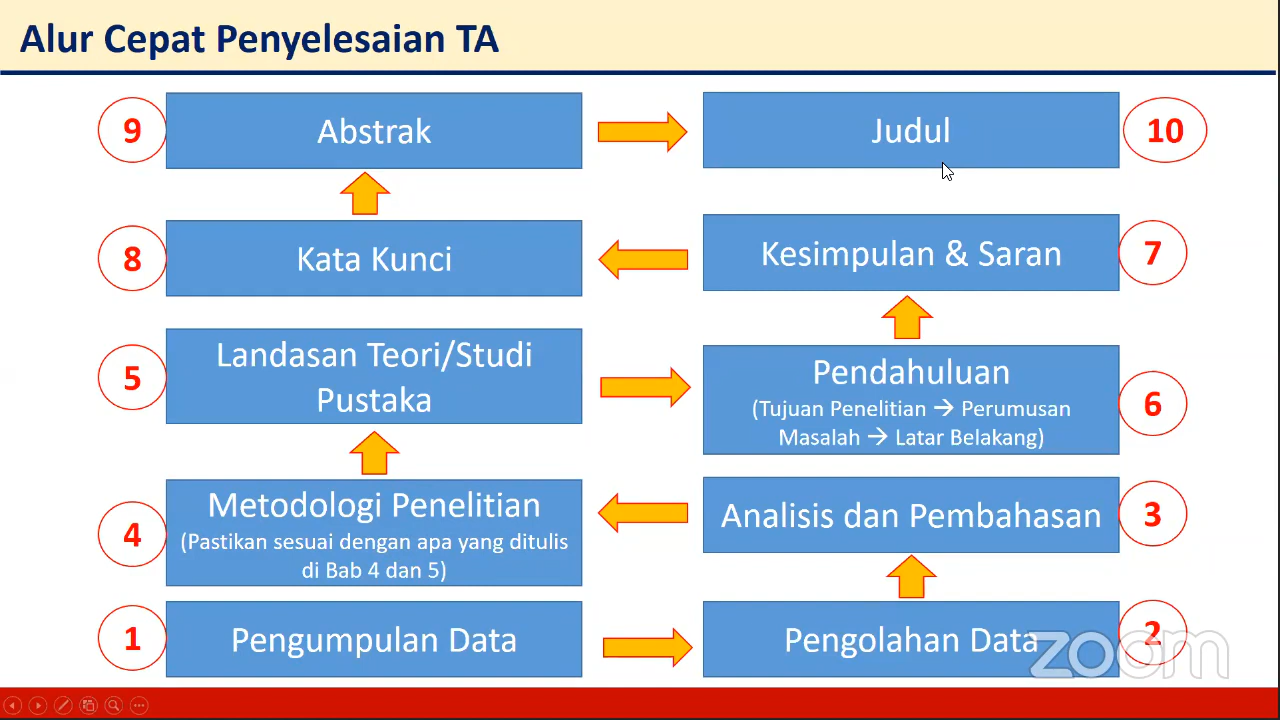 Alur Cepat Penyelesaian TA
9
Abstrak
Judul
10
8
Kata Kunci
Kesimpulan & Saran
7
5
Landasan Teori/Studi
Pustaka
Pendahuluan
(Tujuan Penelitian → Perumusan
Masalah → Latar Belakang)
6
4
Metodologi Penelitian
(Pastikan sesuai dengan apa yang ditulis
di Bab 4 dan 5)
Analisis dan Pembahasan
3
1
Pengumpulan Data
Pengolahan Data
2
zoom